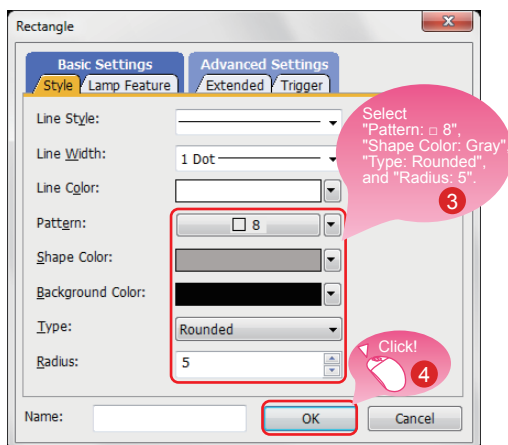 Rectangle
x
Basic Settings
Advanced Settings
Style
Lamp Feature
Extended
Trigger
Line Style:
Line Width:
1 Dot
Line Color:
Pattern:
8
Shape Color:
Background Color:
Type:
Rounded
Radius:
5
Select
"Pattern: □ 8",
"Shape Color: Gray",
"Type: Rounded",
and "Radius: 5".
3
Click!
4
Name:
OK
Cancel